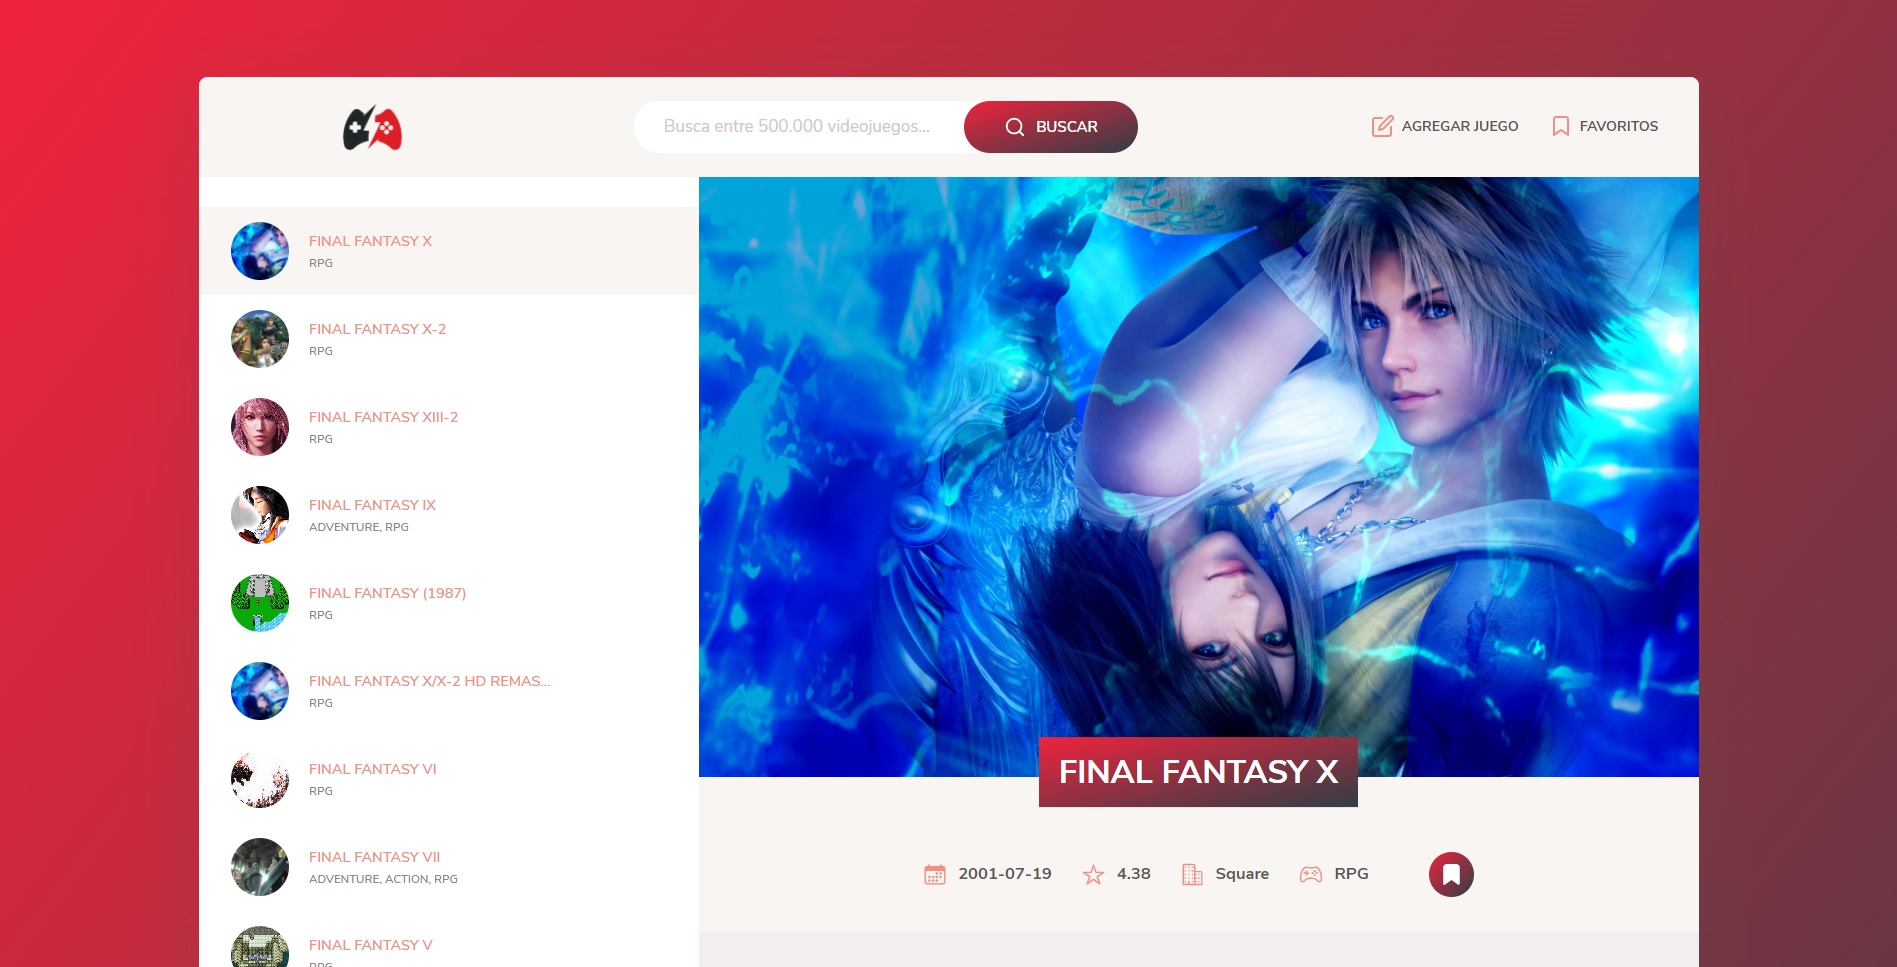 Busca entre 500.000 videojuegos...
BUSCAR
AGREGAR JUEGO
FAVORITOS
FINAL FANTASY X
RPG
FINAL FANTASY X-2
RPG
FINAL FANTASY XIII-2
RPG
FINAL FANTASY IX
ADVENTURE, RPG
FINAL FANTASY (1987)
RPG
FINAL FANTASY X/X-2 HD REMAS...
RPG
FINAL FANTASY VI
RPG
FINAL FANTASY VII
ADVENTURE, ACTION, RPG
FINAL FANTASY V
RPG
FINAL FANTASY X
2001-07-19
4.38
Square
RPG